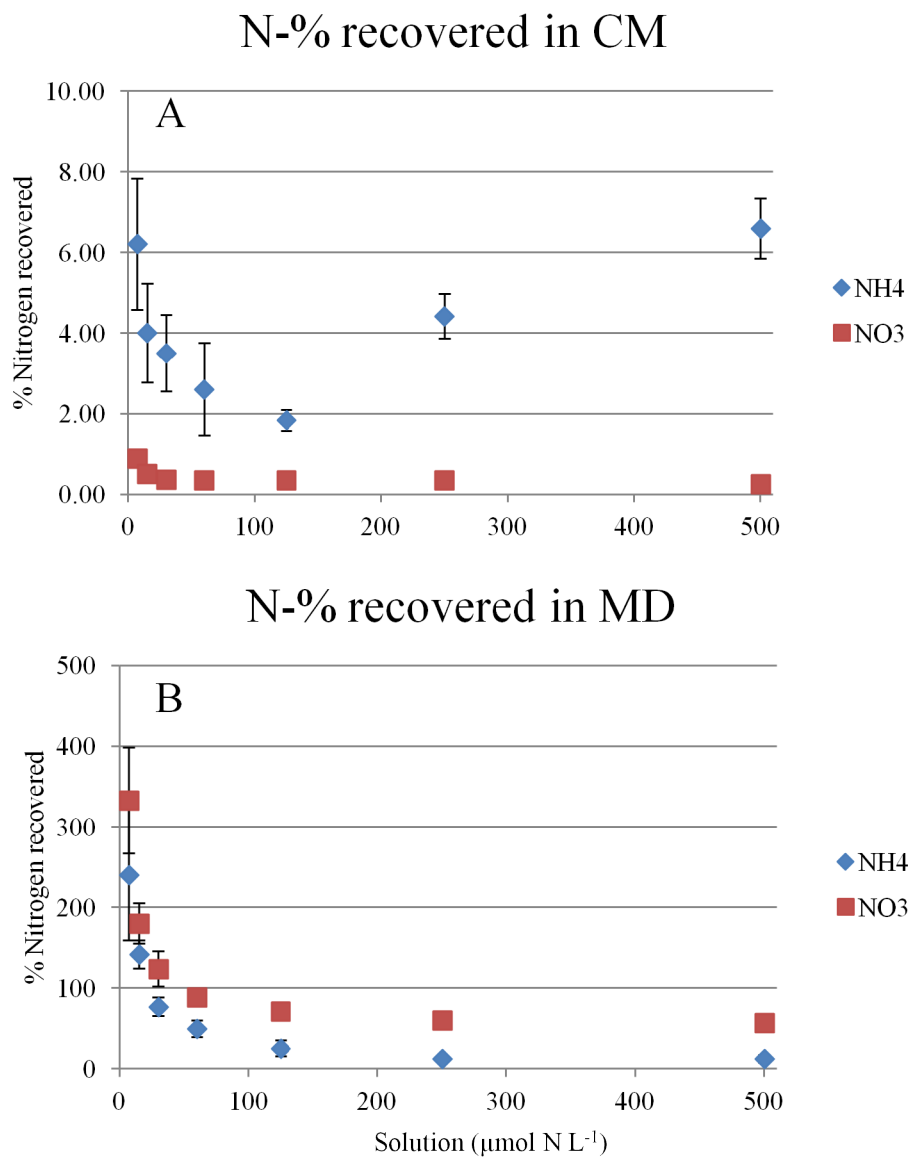 N-% recovered in CM
A
10.00
8.00
6.00
4.00
2.00
0.00
% Nitrogen recovered
0 100 200 300 400 500
NH4
NO3
N-% recovered in MD
B
500
400
300
200
100
0
% Nitrogen recovered
0 100 200 300 400 500
Solution (μmol N L⁻¹)
NH4
NO3